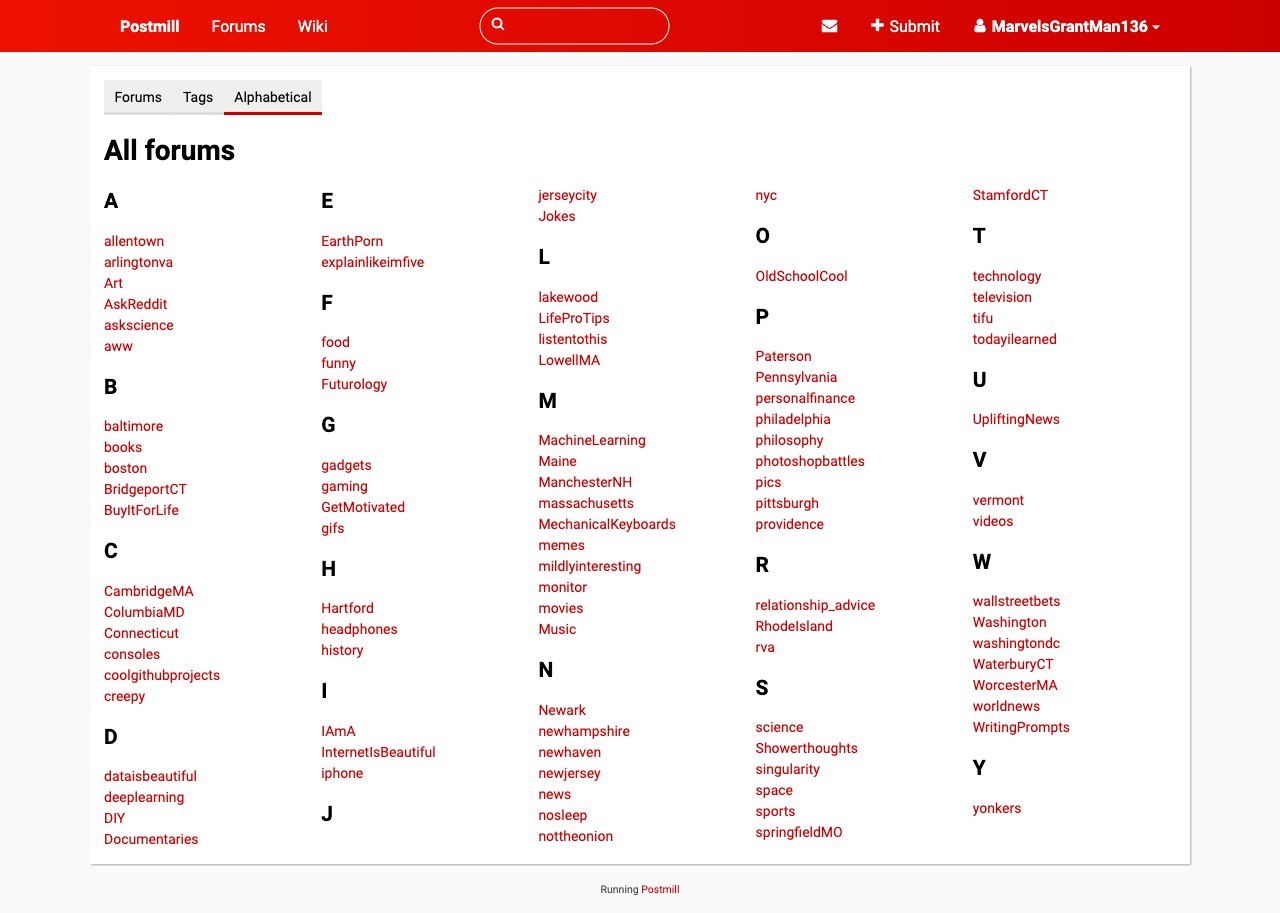 Postmill
Forums
Wiki
Submit
MarvelsGrantMan136
Forums
Tags
Alphabetical
All forums
A
allentown
arlingtonva
Art
AskReddit
askscience
aww
B
baltimore
books
boston
BridgeportCT
BuyItForLife
C
CambridgeMA
ColumbiaMD
Connecticut
consoles
coolgithubprojects
creepy
D
dataisbeautiful
deeplearning
DIY
Documentaries
E
EarthPorn
explainlikeimfive
F
food
funny
Futurology
G
gadgets
gaming
GetMotivated
gifs
H
Hartford
headphones
history
I
IAmA
InternetIsBeautiful
iphone
J
jerseycity
Jokes
L
lakewood
LifeProTips
listentothis
LowellMA
M
MachineLearning
Maine
ManchesterNH
massachusetts
MechanicalKeyboards
memes
mildlyinteresting
monitor
movies
Music
N
Newark
newhampshire
newhaven
newjersey
news
nosleep
nottheonion
nyc
O
OldSchoolCool
P
Paterson
Pennsylvania
personalfinance
philadelphia
philosophy
photoshopbattles
pics
pittsburgh
providence
R
relationship_advice
RhodeIsland
rva
S
science
Showerthoughts
singularity
space
sports
springfieldMO
StamfordCT
T
technology
television
tifu
todayilearned
U
UpliftingNews
V
vermont
videos
W
wallstreetbets
Washington
washingtondc
WaterburyCT
WorcesterMA
worldnews
WritingPrompts
Y
yonkers
Running Postmill